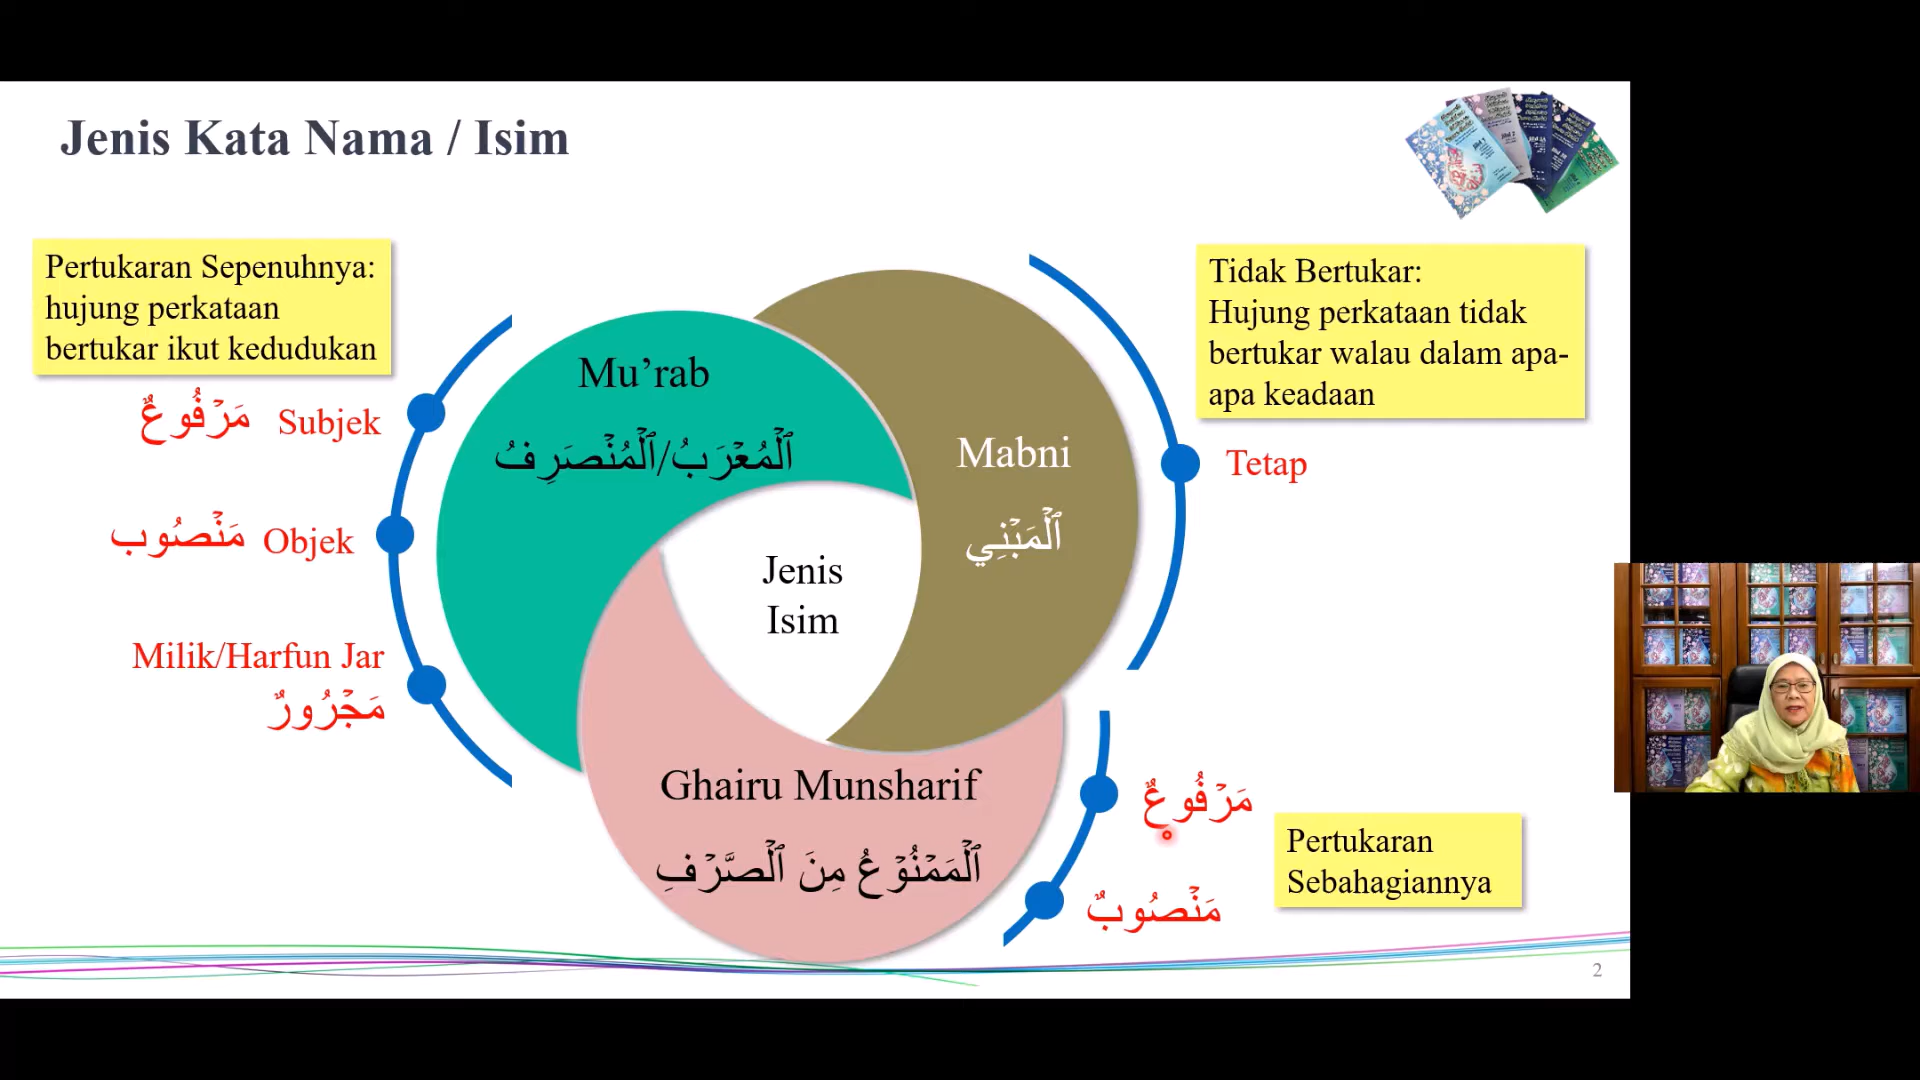 Jenis Kata Nama / Isim
Pertukaran Sepenuhnya:
hujung perkataan
bertukar ikut kedudukan
مَرْفُوعٌ Subjek
مَنْصُوب Objek
Milik/Harfun Jar
مَجْرُورٌ
Mu’rab
ٱلْمُعْرَبُ/ٱلْمُنْصَرِفُ
Mabni
ٱلْمَبْنِي
Jenis
Isim
Ghairu Munsharif
ٱلْمَمْنُوْعُ مِنَ ٱلْصَّرْفِ
Tidak Bertukar:
Hujung perkataan tidak
bertukar walau dalam apa-
apa keadaan
Tetap
مَرْفُوعٌ
مَنْصُوبٌ
Pertukaran
Sebahagiannya
2